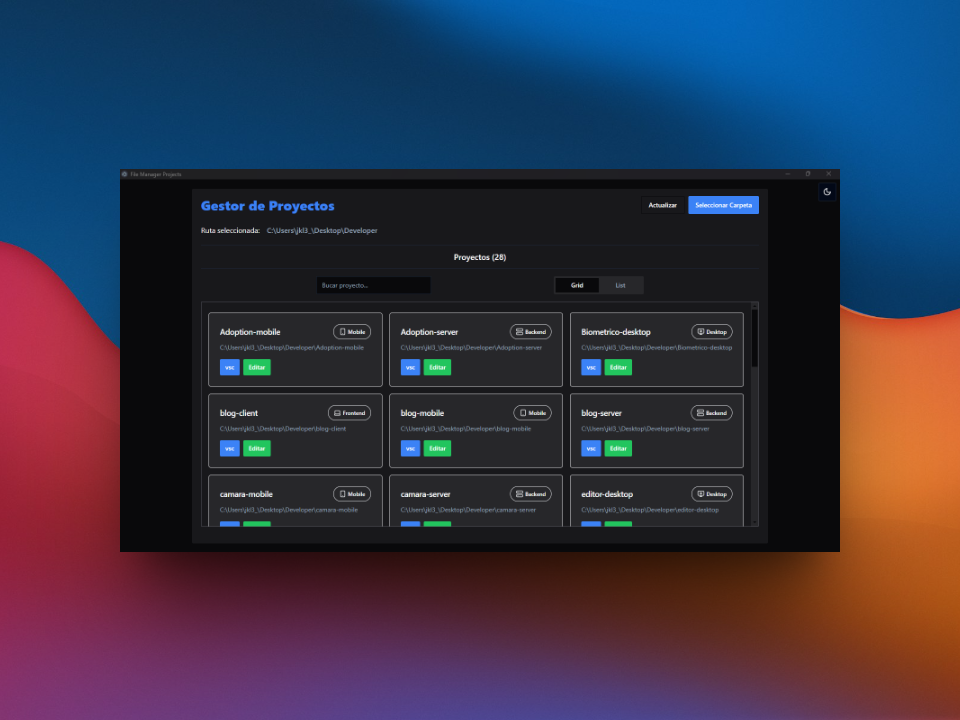 File Manager Projects
Gestor de Proyectos
Actualizar
Seleccionar Carpeta
Ruta seleccionada: C:\Users\jkl3_\Desktop\Developer
Proyectos (28)
Bucar proyecto...
Grid
List
Adoption-mobile
Mobile
C:\Users\jkl3_\Desktop\Developer\Adoption-mobile
vsc
Editar
Adoption-server
Backend
C:\Users\jkl3_\Desktop\Developer\Adoption-server
vsc
Editar
Biometrico-desktop
Desktop
C:\Users\jkl3_\Desktop\Developer\Biometrico-desktop
vsc
Editar
blog-client
Frontend
C:\Users\jkl3_\Desktop\Developer\blog-client
vsc
Editar
blog-mobile
Mobile
C:\Users\jkl3_\Desktop\Developer\blog-mobile
vsc
Editar
blog-server
Backend
C:\Users\jkl3_\Desktop\Developer\blog-server
vsc
Editar
camara-mobile
Mobile
C:\Users\jkl3_\Desktop\Developer\camara-mobile
camara-server
Backend
C:\Users\jkl3_\Desktop\Developer\camara-server
editor-desktop
Desktop
C:\Users\jkl3_\Desktop\Developer\editor-desktop